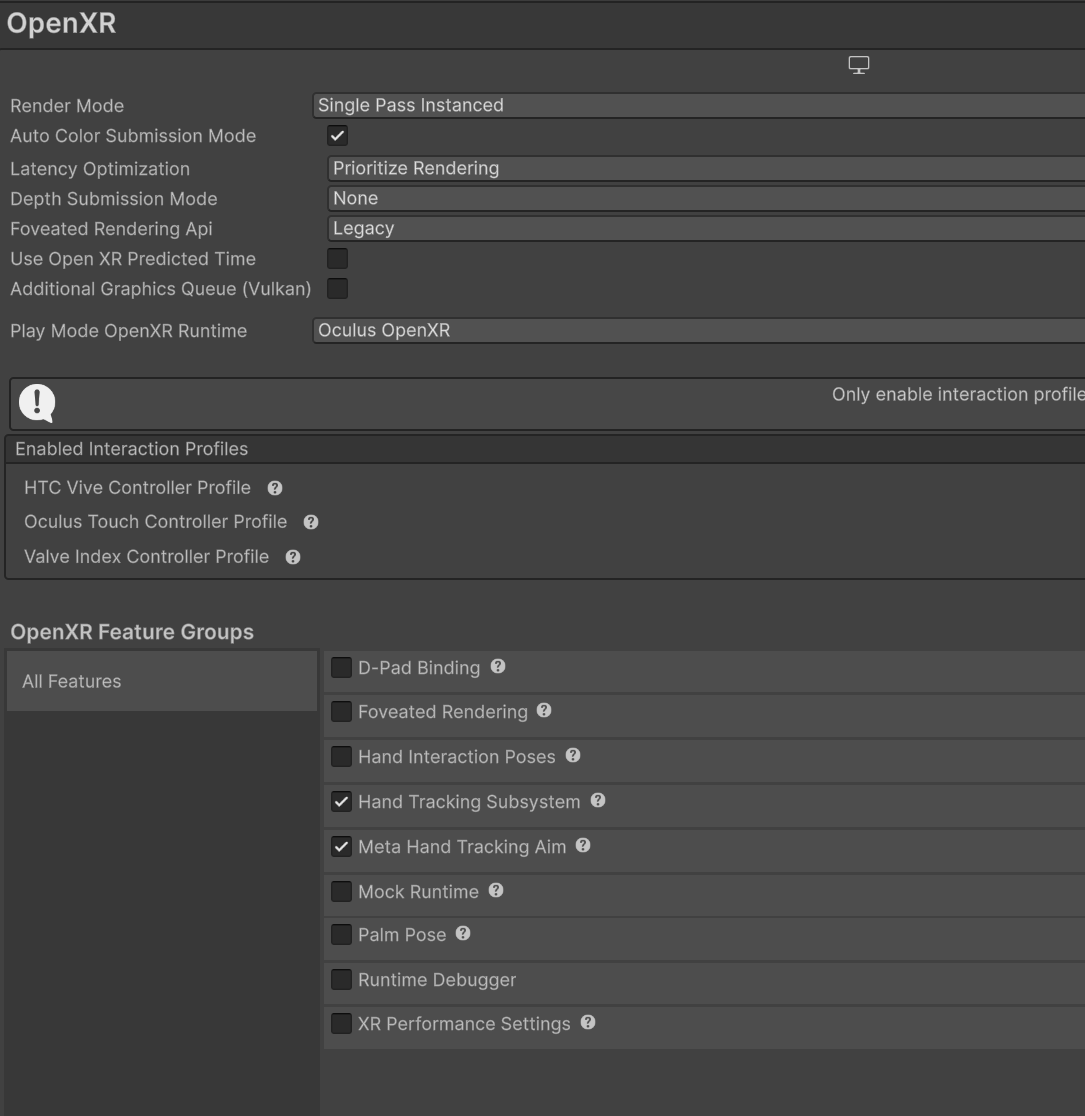 OpenXR
Render Mode Single Pass Instanced
Auto Color Submission Mode
Latency Optimization Prioritize Rendering
Depth Submission Mode None
Foveated Rendering Api Legacy
Use Open XR Predicted Time
Additional Graphics Queue (Vulkan)
Play Mode OpenXR Runtime Oculus OpenXR
Only enable interaction profile
Enabled Interaction Profiles
HTC Vive Controller Profile
Oculus Touch Controller Profile
Valve Index Controller Profile
OpenXR Feature Groups
All Features
D-Pad Binding
Foveated Rendering
Hand Interaction Poses
Hand Tracking Subsystem
Meta Hand Tracking Aim
Mock Runtime
Palm Pose
Runtime Debugger
XR Performance Settings